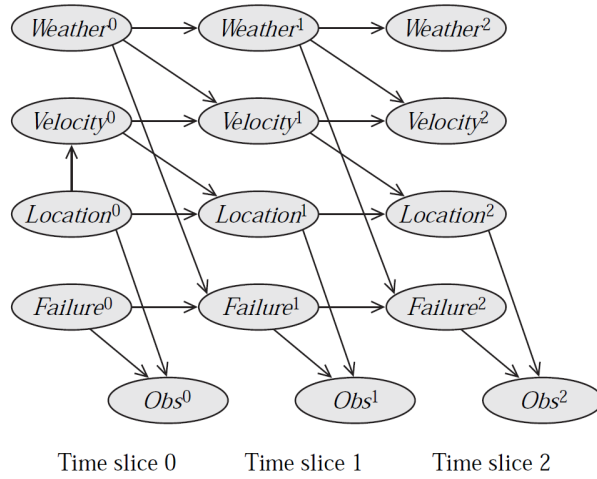 Weather⁰ Weather¹ Weather²
Velocity⁰ Velocity¹ Velocity²
Location⁰ Location¹ Location²
Failure⁰ Failure¹ Failure²
Obs⁰ Obs¹ Obs²
Time slice 0 Time slice 1 Time slice 2